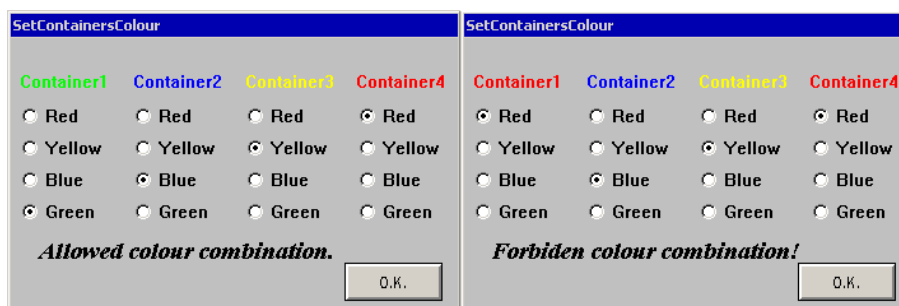 SetContainersColour
Container1 Container2 Container3 Container4
Red Red Red Red
Yellow Yellow Yellow Yellow
Blue Blue Blue Blue
Green Green Green Green
Allowed colour combination.
O.K.
SetContainersColour
Container1 Container2 Container3 Container4
Red Red Red Red
Yellow Yellow Yellow Yellow
Blue Blue Blue Blue
Green Green Green Green
Forbiden colour combination!
O.K.